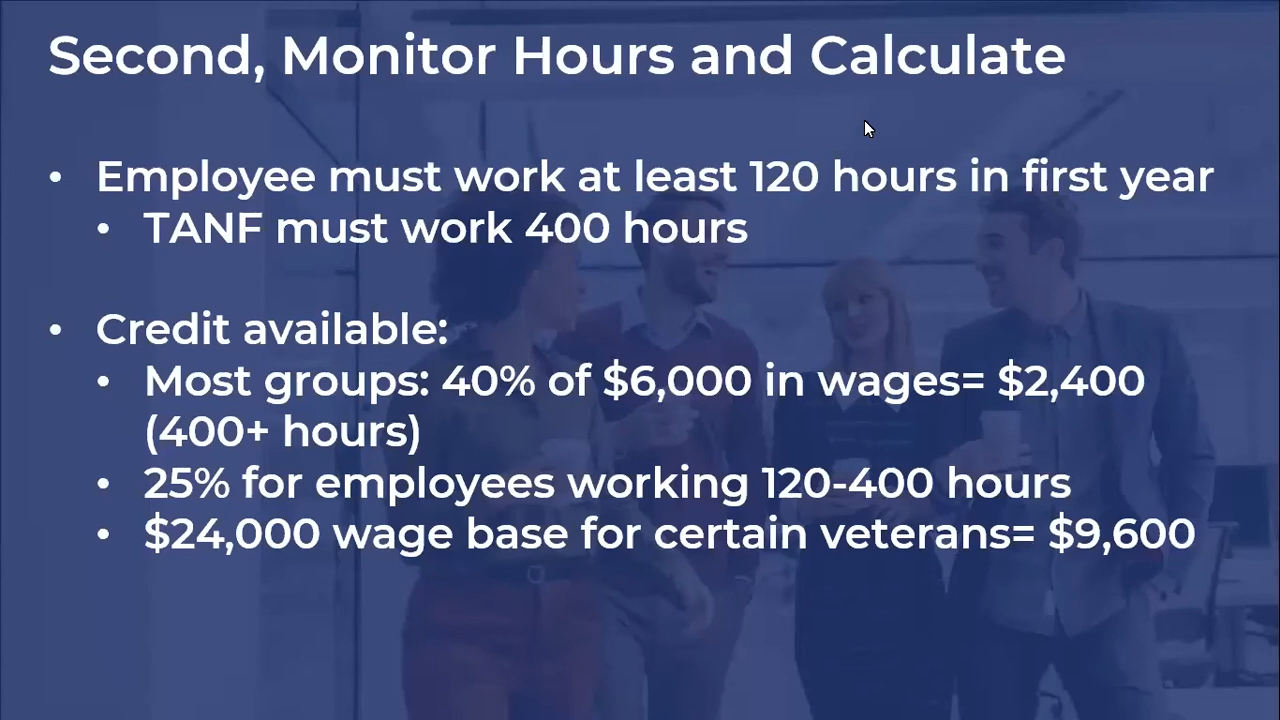 Second, Monitor Hours and Calculate
• Employee must work at least 120 hours in first year
• TANF must work 400 hours
• Credit available:
• Most groups: 40% of $6,000 in wages= $2,400
(400+ hours)
• 25% for employees working 120-400 hours
• $24,000 wage base for certain veterans= $9,600